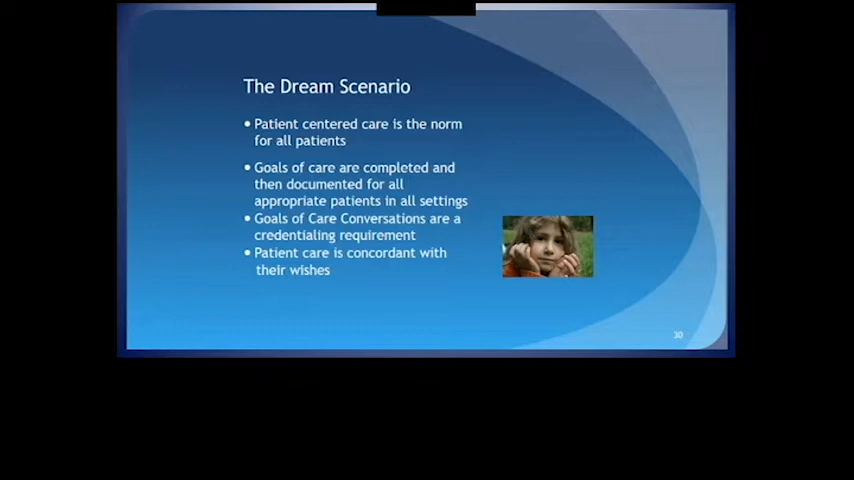 The Dream Scenario
• Patient centered care is the norm
for all patients
• Goals of care are completed and
then documented for all
appropriate patients in all settings
• Goals of Care Conversations are a
credentialing requirement
• Patient care is concordant with
their wishes
30